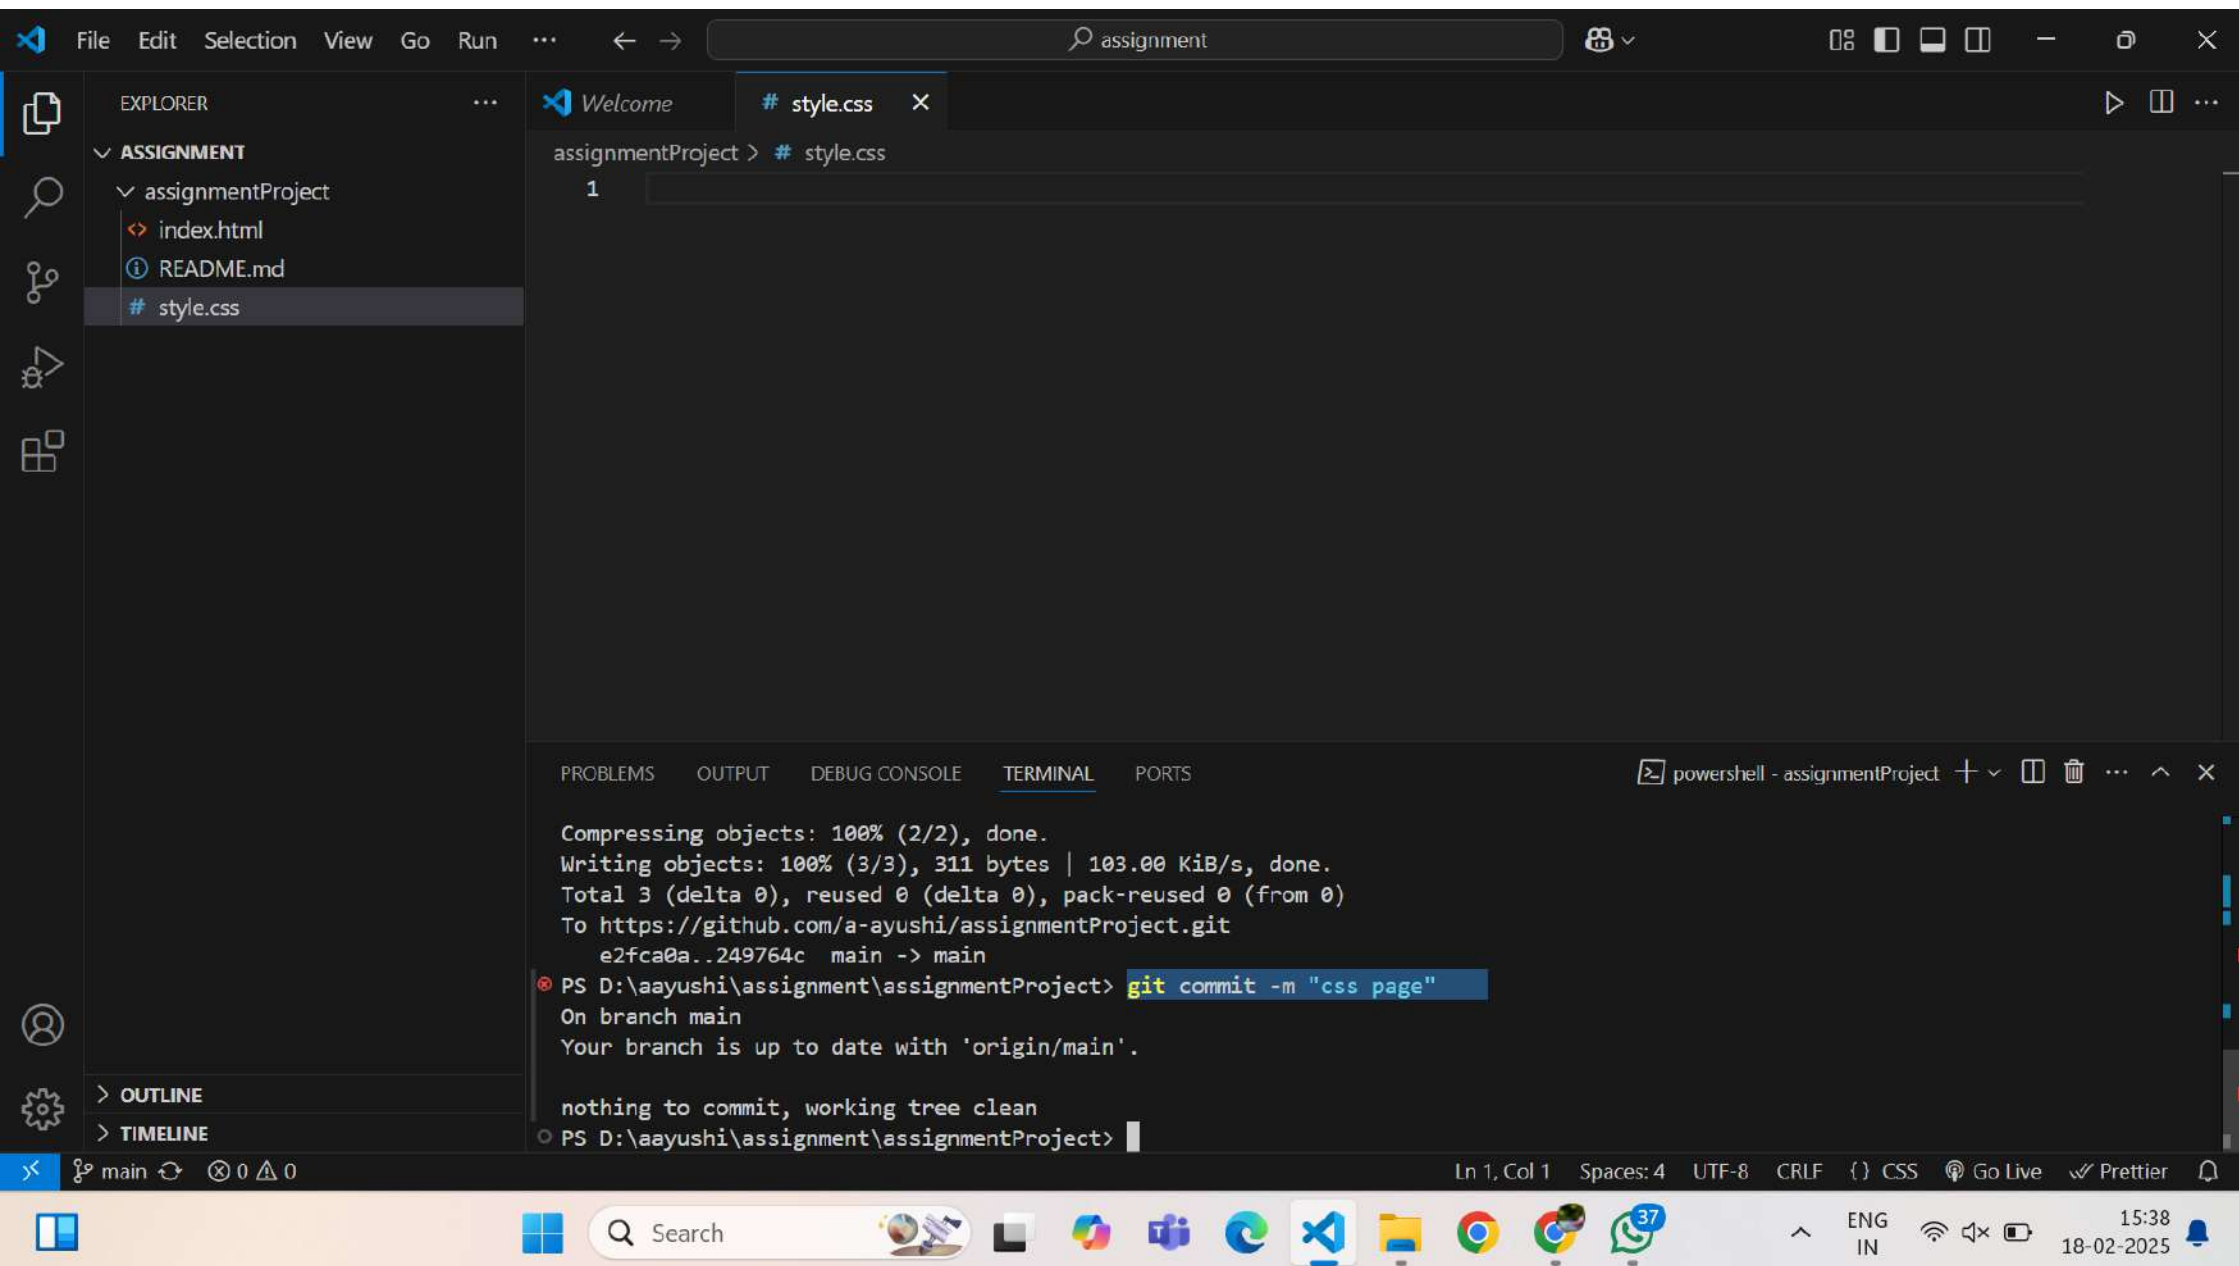 File Edit Selection View Go Run ··· ← → assignment
EXPLORER ···
Welcome # style.css ×
ASSIGNMENT
assignmentProject > # style.css
assignmentProject
1
<> index.html
README.md
# style.css
PROBLEMS OUTPUT DEBUG CONSOLE TERMINAL PORTS
powershell - assignmentProject
Compressing objects: 100% (2/2), done.
Writing objects: 100% (3/3), 311 bytes | 103.00 KiB/s, done.
Total 3 (delta 0), reused 0 (delta 0), pack-reused 0 (from 0)
To https://github.com/a-ayushi/assignmentProject.git
e2fca0a..249764c main -> main
PS D:\aayushi\assignment\assignmentProject> git commit -m "css page"
On branch main
Your branch is up to date with 'origin/main'.
nothing to commit, working tree clean
PS D:\aayushi\assignment\assignmentProject>
> OUTLINE
> TIMELINE
main 0 0
Ln 1, Col 1 Spaces: 4 UTF-8 CRLF {} CSS Go Live Prettier
Search
37
ENG
IN
15:38
18-02-2025